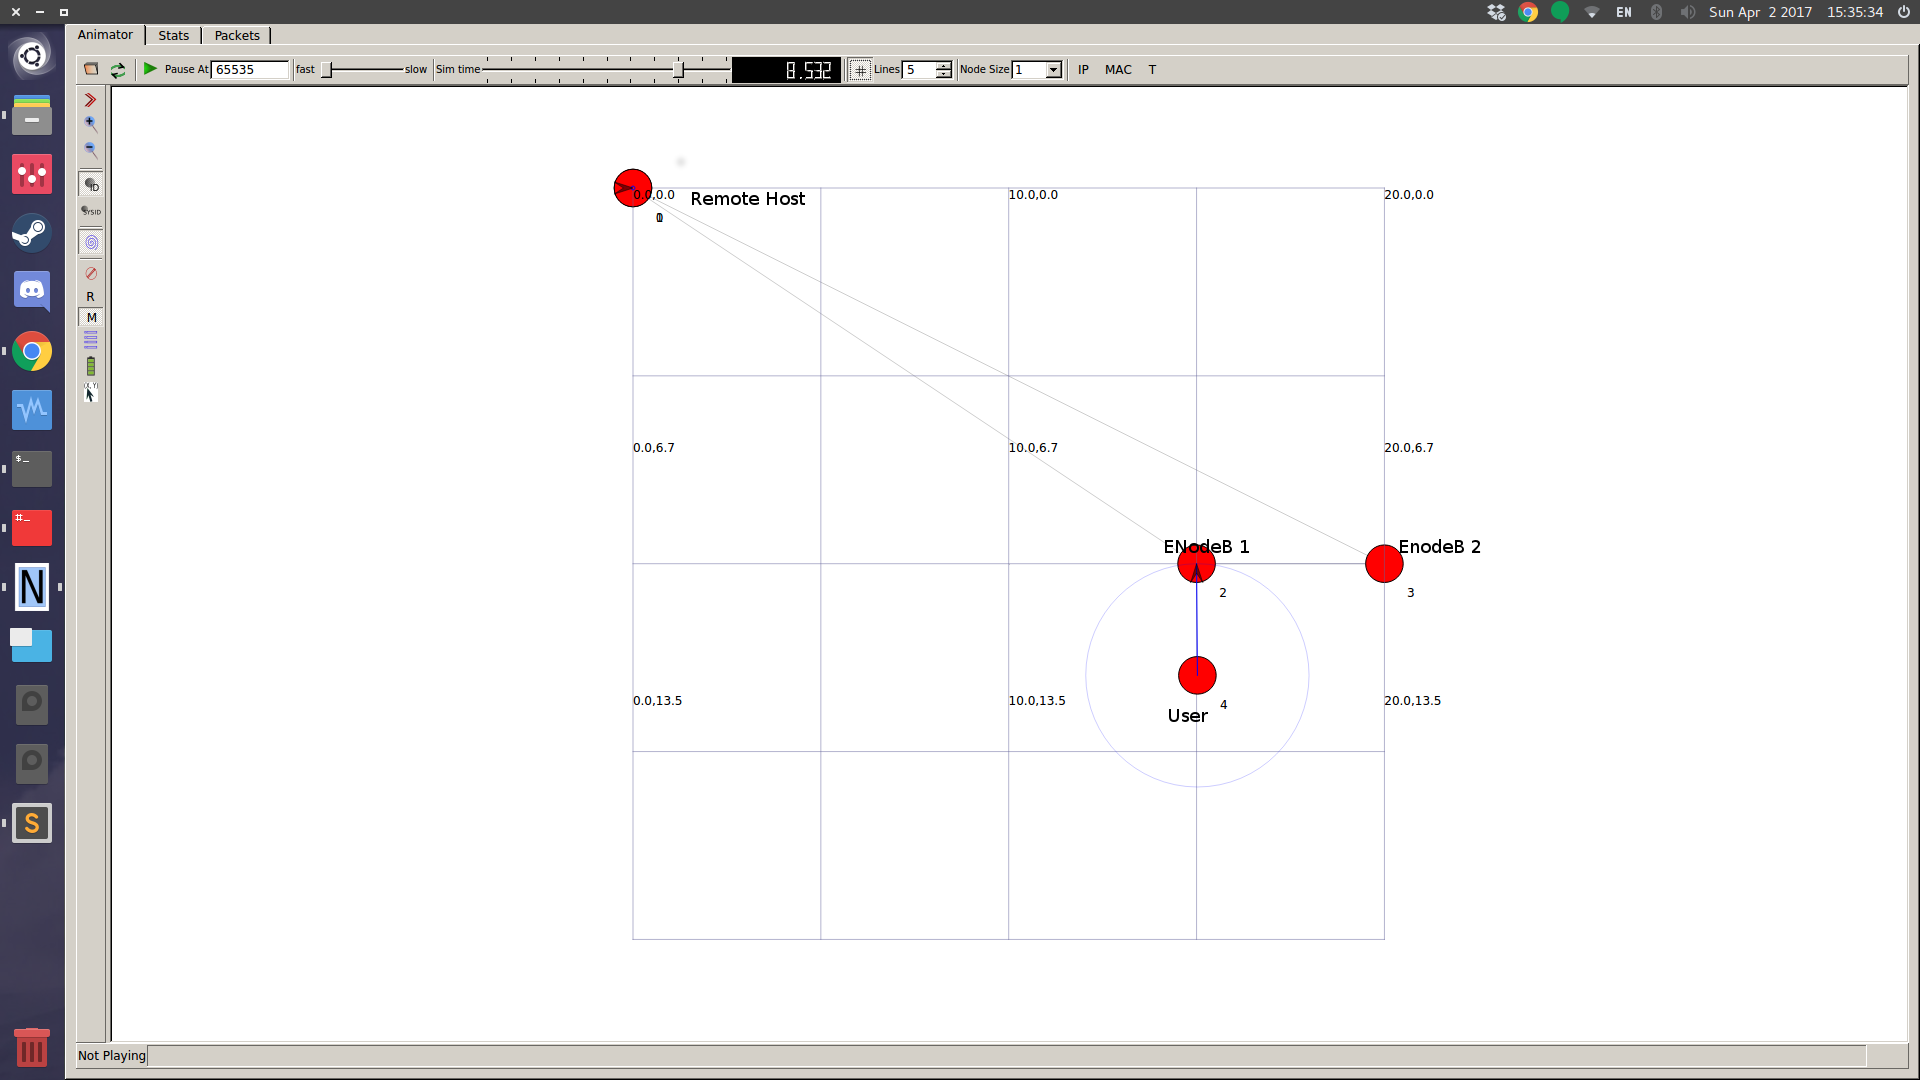 EN
Sun Apr 2 2017 15:35:34
Animator Stats Packets
Pause At 65535 fast slow Sim time 8.532 Lines 5 Node Size 1 IP MAC T
ID
SYSID
R
M
(X,Y)
0.0,0.0 Remote Host 10.0,0.0 20.0,0.0
0.0,6.7 10.0,6.7 20.0,6.7
ENodeB 1 EnodeB 2
2 3
0.0,13.5 10.0,13.5 20.0,13.5
4
User
$_
#_
N
S
Not Playing